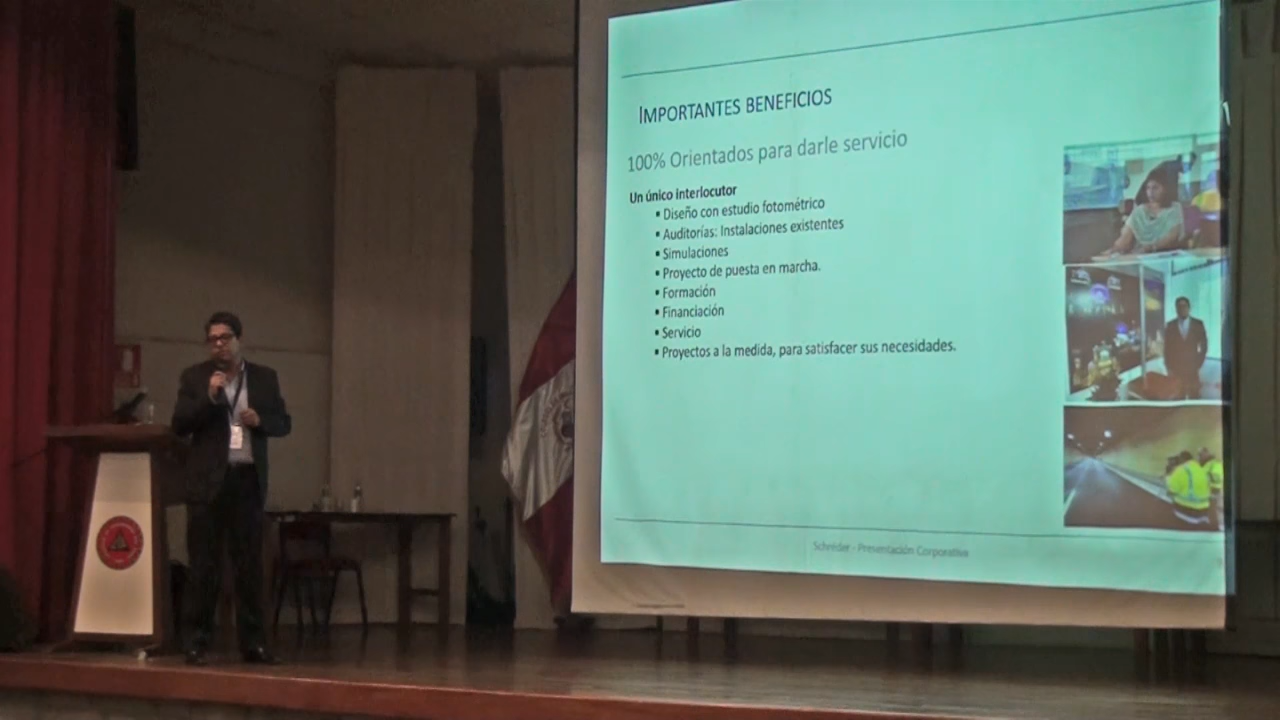 IMPORTANTES BENEFICIOS
100% Orientados para darle servicio
Un único interlocutor
▪ Diseño con estudio fotométrico
▪ Auditorías: Instalaciones existentes
▪ Simulaciones
▪ Proyecto de puesta en marcha.
▪ Formación
▪ Financiación
▪ Servicio
▪ Proyectos a la medida, para satisfacer sus necesidades.
Schréder - Presentación Corporativa